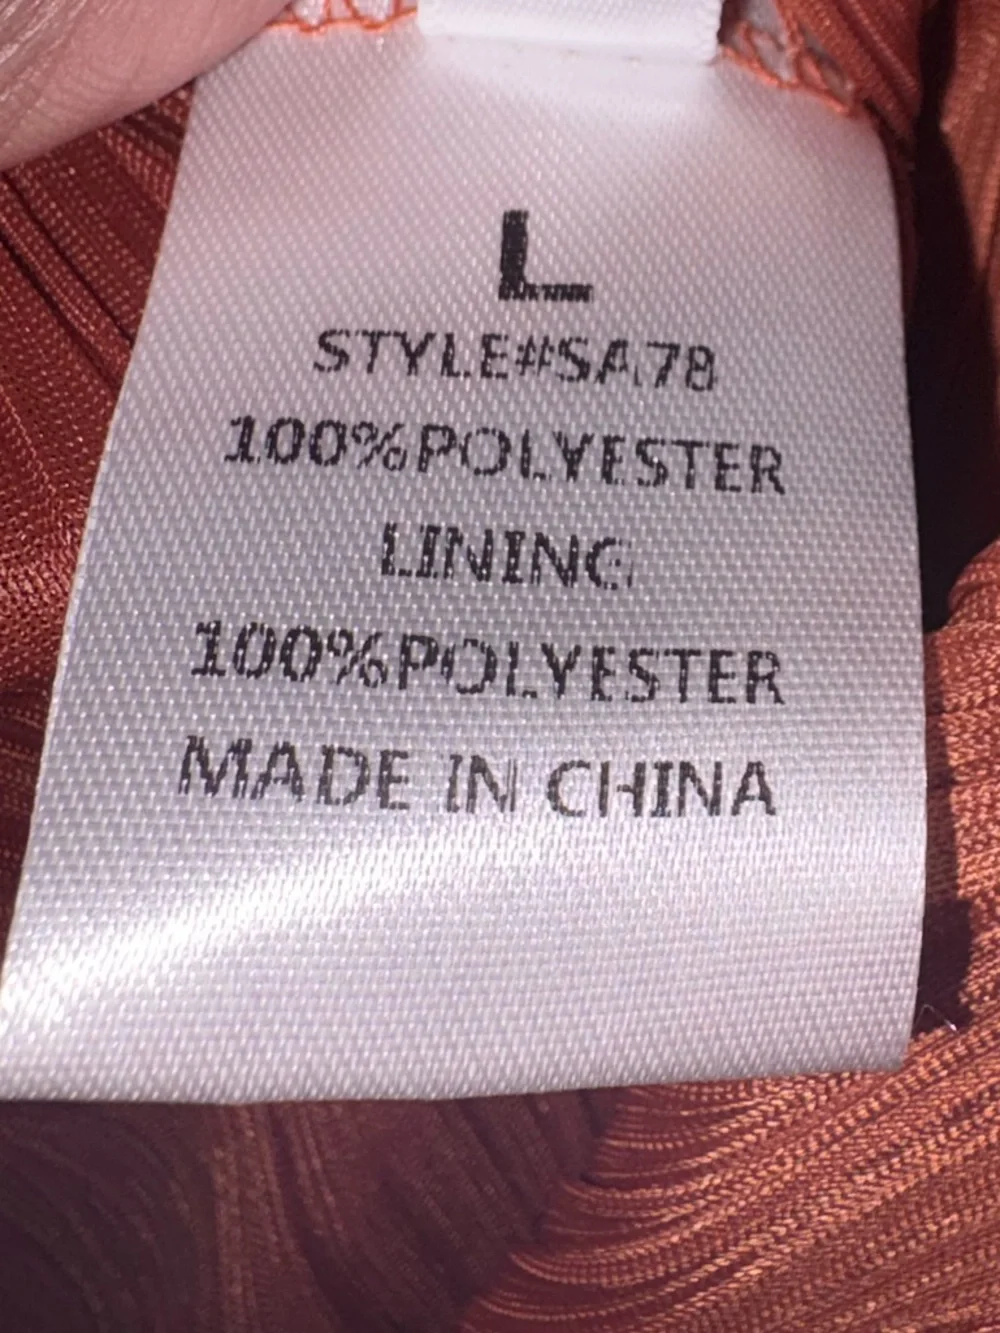 L
STYLE#SA78
100%POLYESTER
LINING
100%POLYESTER
MADE IN CHINA